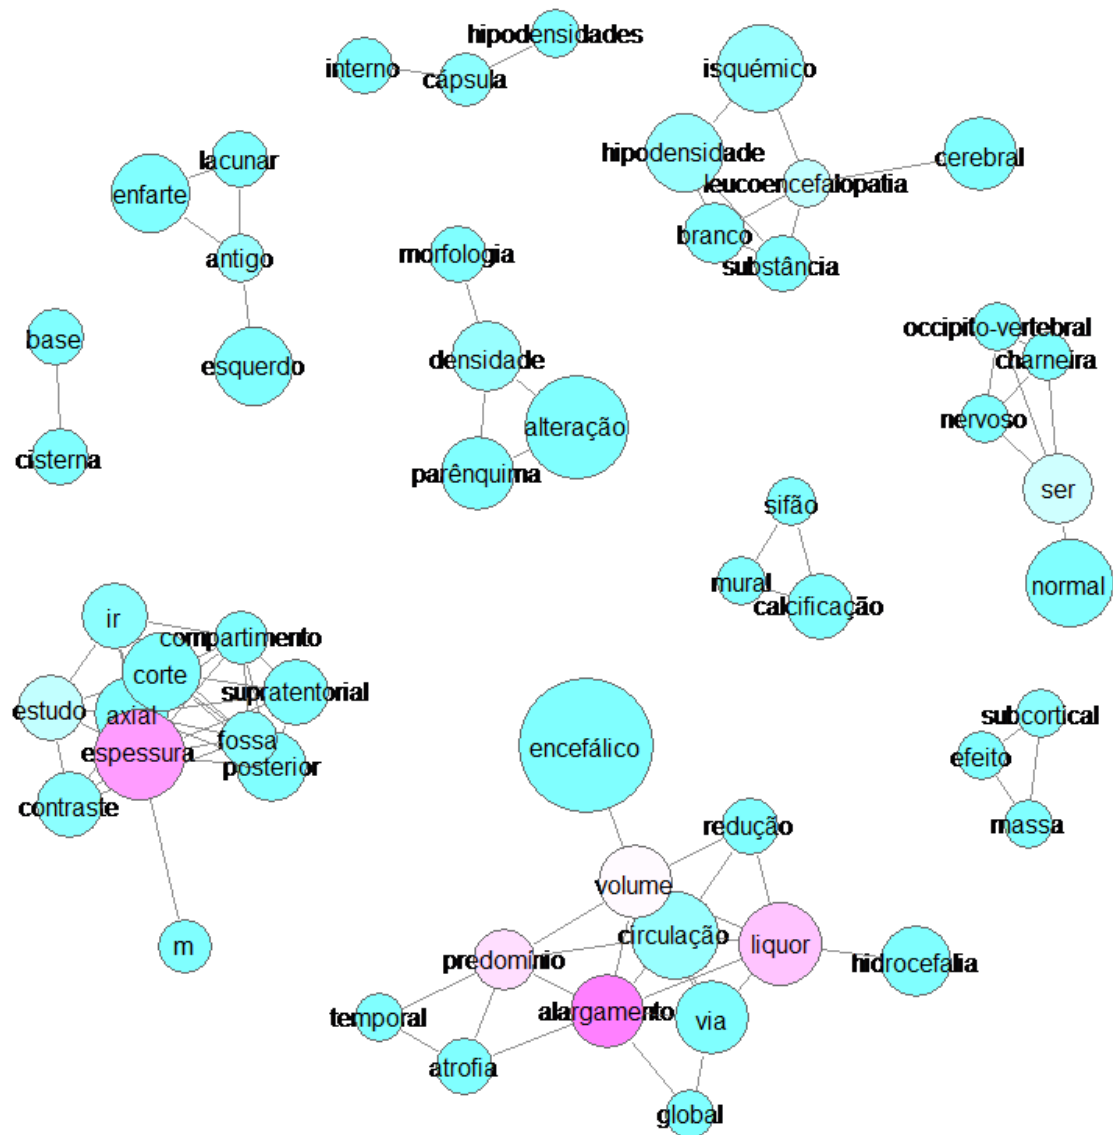 hipodensidades
interno
cápsula
isquémico
lacunar
enfarte
hipodensidade
cerebral
leucoencefalopatia
branco
antigo
morfologia
substância
base
occipito-vertebral
densidade
charneira
esquerdo
nervoso
alteração
cisterna
parênquima
ser
sifão
mural
normal
calcificação
ir
compartimento
corte
supratentorial
estudo
axial
subcortical
fossa
espessura
encefálico
efeito
posterior
contraste
massa
redução
volume
circulação
m
liquor
predomínio
hidrocefalia
alargamento
temporal
via
atrofia
global